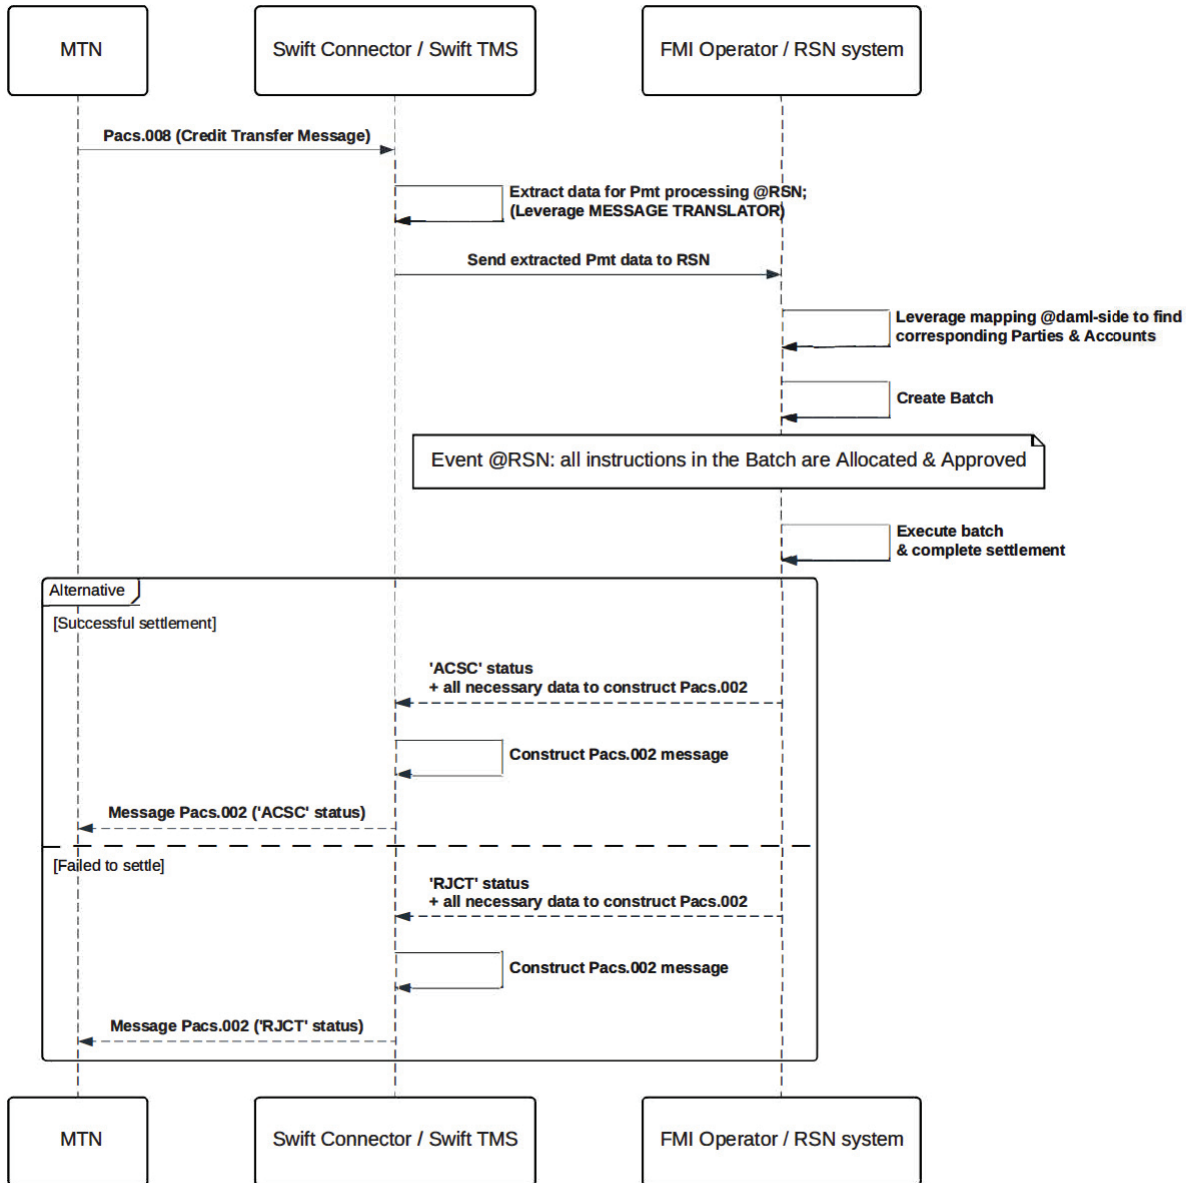 MTN
Swift Connector / Swift TMS
FMI Operator / RSN system
Pacs.008 (Credit Transfer Message)
Extract data for Pmt processing @RSN;
(Leverage MESSAGE TRANSLATOR)
Send extracted Pmt data to RSN
Leverage mapping @daml-side to find
corresponding Parties & Accounts
Create Batch
Event @RSN: all instructions in the Batch are Allocated & Approved
Execute batch
& complete settlement
Alternative
[Successful settlement]
'ACSC' status
+ all necessary data to construct Pacs.002
Construct Pacs.002 message
Message Pacs.002 ('ACSC' status)
[Failed to settle]
'RJCT' status
+ all necessary data to construct Pacs.002
Construct Pacs.002 message
Message Pacs.002 ('RJCT' status)
MTN
Swift Connector / Swift TMS
FMI Operator / RSN system